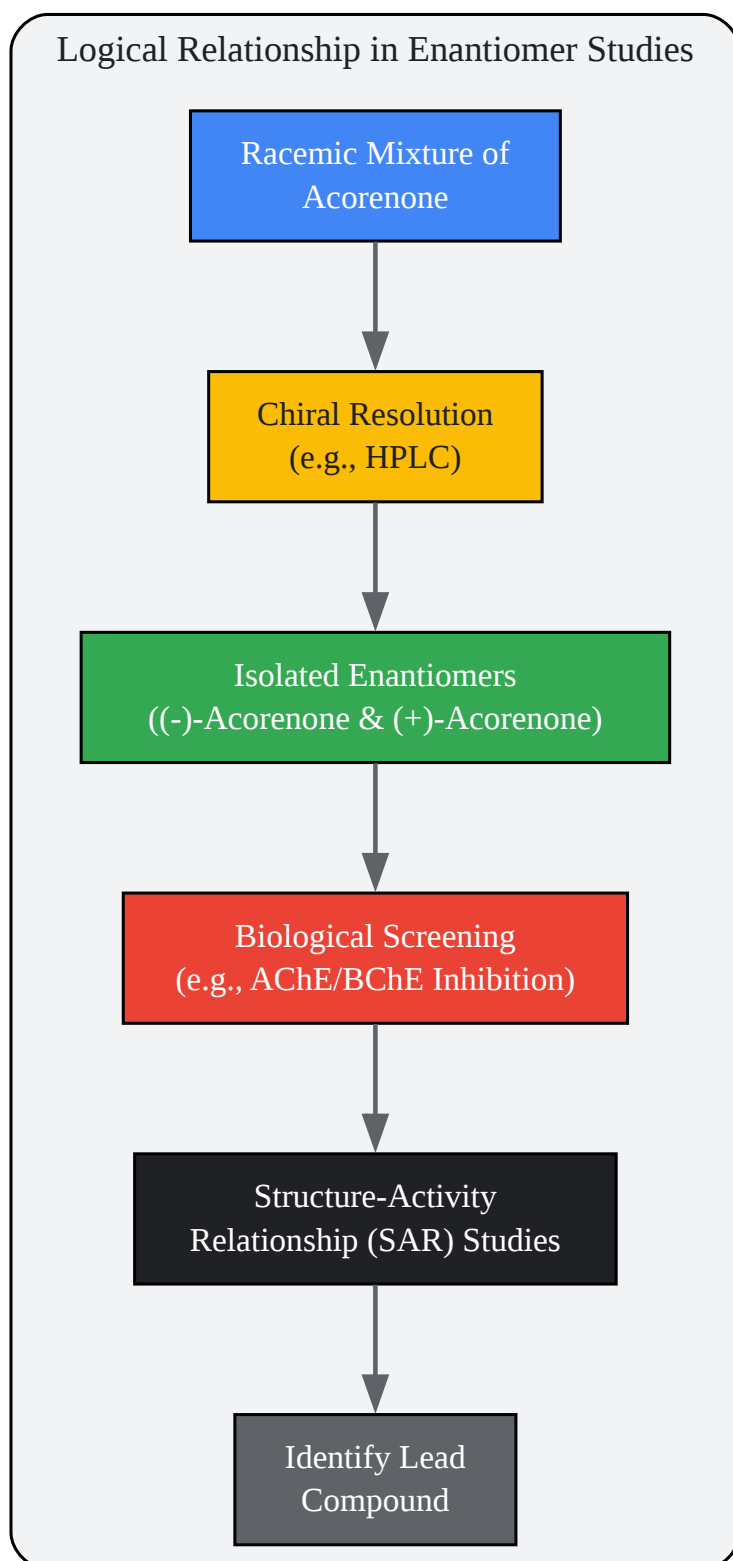 Logical Relationship in Enantiomer Studies
Racemic Mixture of
Acorenone
Chiral Resolution
(e.g., HPLC)
Isolated Enantiomers
((-)-Acorenone & (+)-Acorenone)
Biological Screening
(e.g., AChE/BChE Inhibition)
Structure-Activity
Relationship (SAR) Studies
Identify Lead
Compound